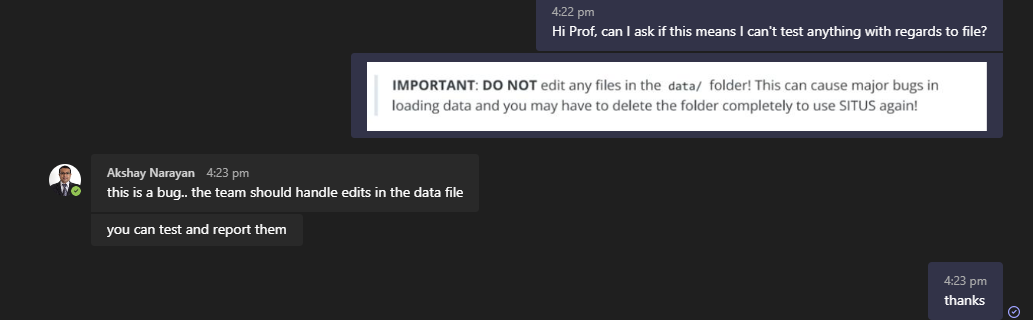 4:22 pm
Hi Prof, can I ask if this means I can't test anything with regards to file?
IMPORTANT: DO NOT edit any files in the data/ folder! This can cause major bugs in
loading data and you may have to delete the folder completely to use SITUS again!
Akshay Narayan 4:23 pm
this is a bug.. the team should handle edits in the data file
you can test and report them
4:23 pm
thanks